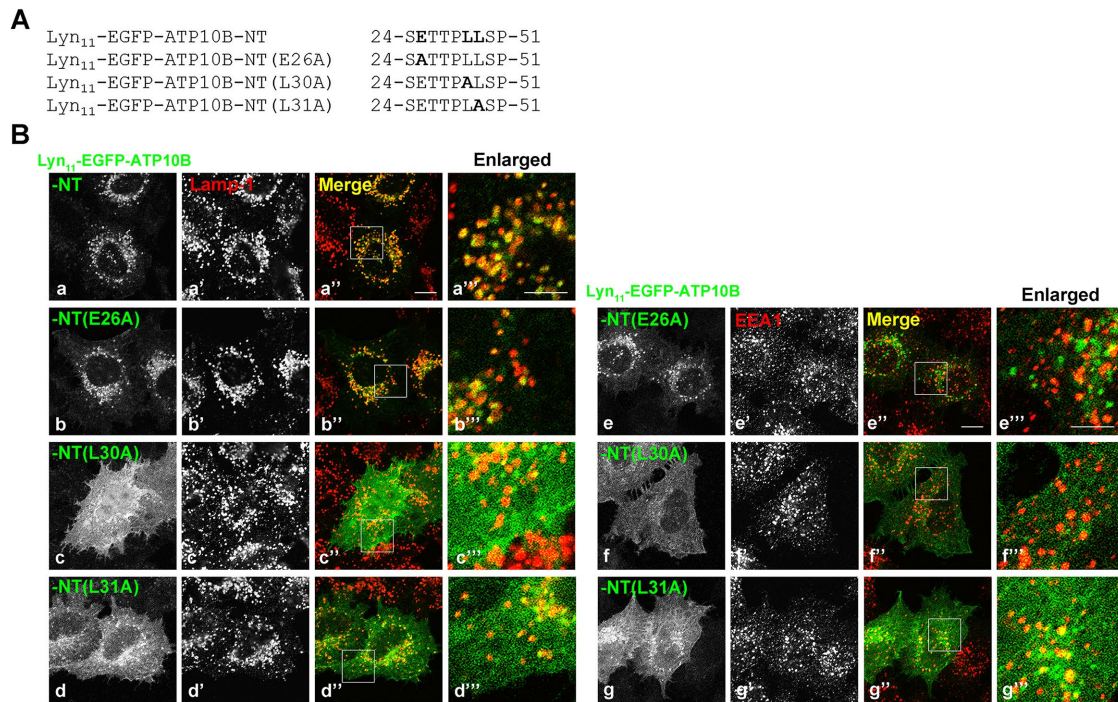 A
Lyn11-EGFP-ATP10B-NT 24-SETTPLLSP-51
Lyn11-EGFP-ATP10B-NT(E26A) 24-SATTPLLSP-51
Lyn11-EGFP-ATP10B-NT(L30A) 24-SETTPALSP-51
Lyn11-EGFP-ATP10B-NT(L31A) 24-SETTPLASP-51
B
Lyn11-EGFP-ATP10B Enlarged
-NT Lamp-1 Merge
a a' a'' a'''
-NT(E26A)
b b' b'' b'''
-NT(L30A)
c c' c'' c'''
-NT(L31A)
d d' d'' d'''
Lyn11-EGFP-ATP10B Enlarged
-NT(E26A) EEA1 Merge
e e' e'' e'''
-NT(L30A)
f f' f'' f'''
-NT(L31A)
g g' g'' g'''